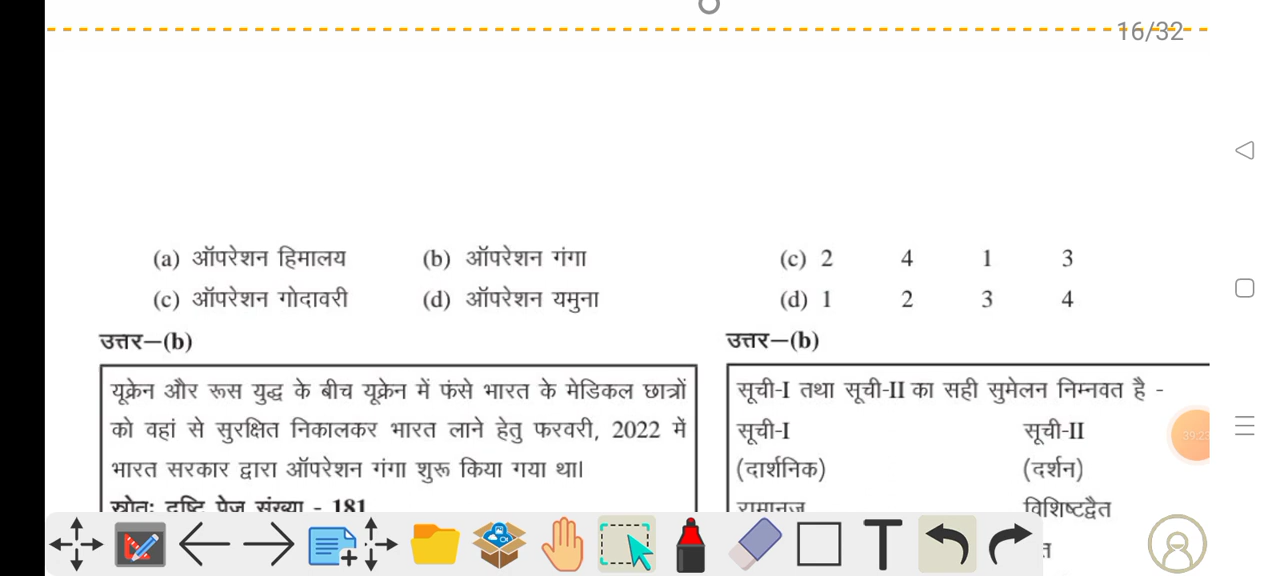 16/32
(a) ऑपरेशन हिमालय (b) ऑपरेशन गंगा
(c) ऑपरेशन गोदावरी (d) ऑपरेशन यमुना
उत्तर–(b)
यूक्रेन और रूस युद्ध के बीच यूक्रेन में फंसे भारत के मेडिकल छात्रों
को वहां से सुरक्षित निकालकर भारत लाने हेतु फरवरी, 2022 में
भारत सरकार द्वारा ऑपरेशन गंगा शुरू किया गया था।
स्रोतः दृष्टि पेज संख्या - 181
(c) 2 4 1 3
(d) 1 2 3 4
उत्तर–(b)
सूची-I तथा सूची-II का सही सुमेलन निम्नवत है -
सूची-I सूची-II
(दार्शनिक) (दर्शन)
रामानुज विशिष्टद्वैत